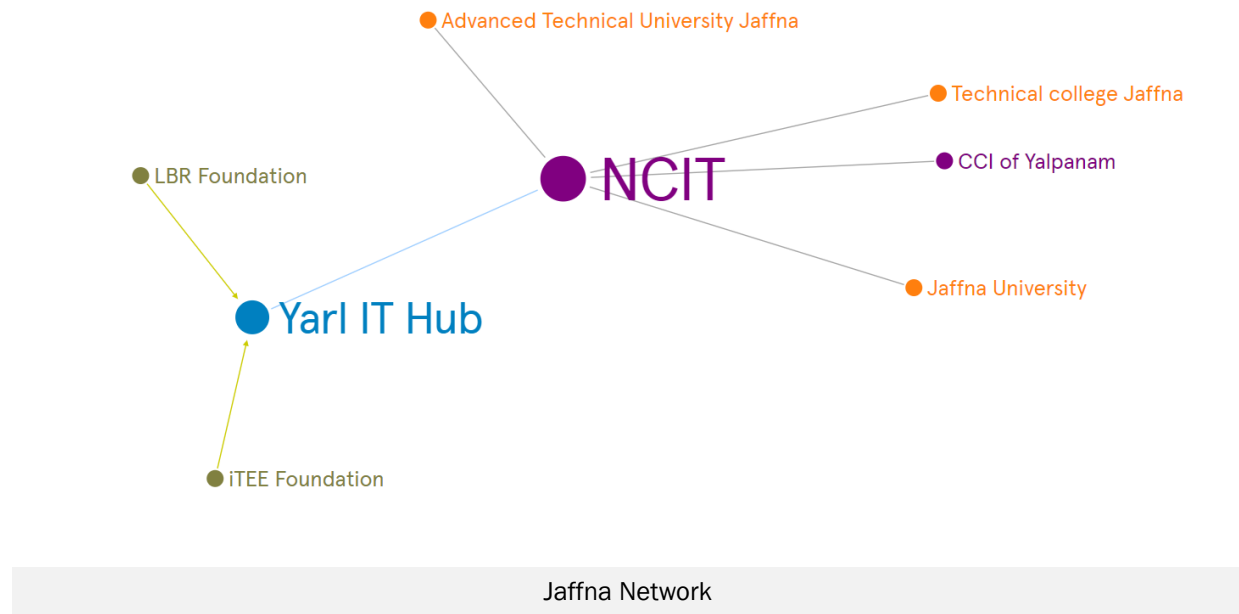 Advanced Technical University Jaffna
Technical college Jaffna
CCI of Yalpanam
LBR Foundation
NCIT
Jaffna University
Yarl IT Hub
iTEE Foundation
Jaffna Network